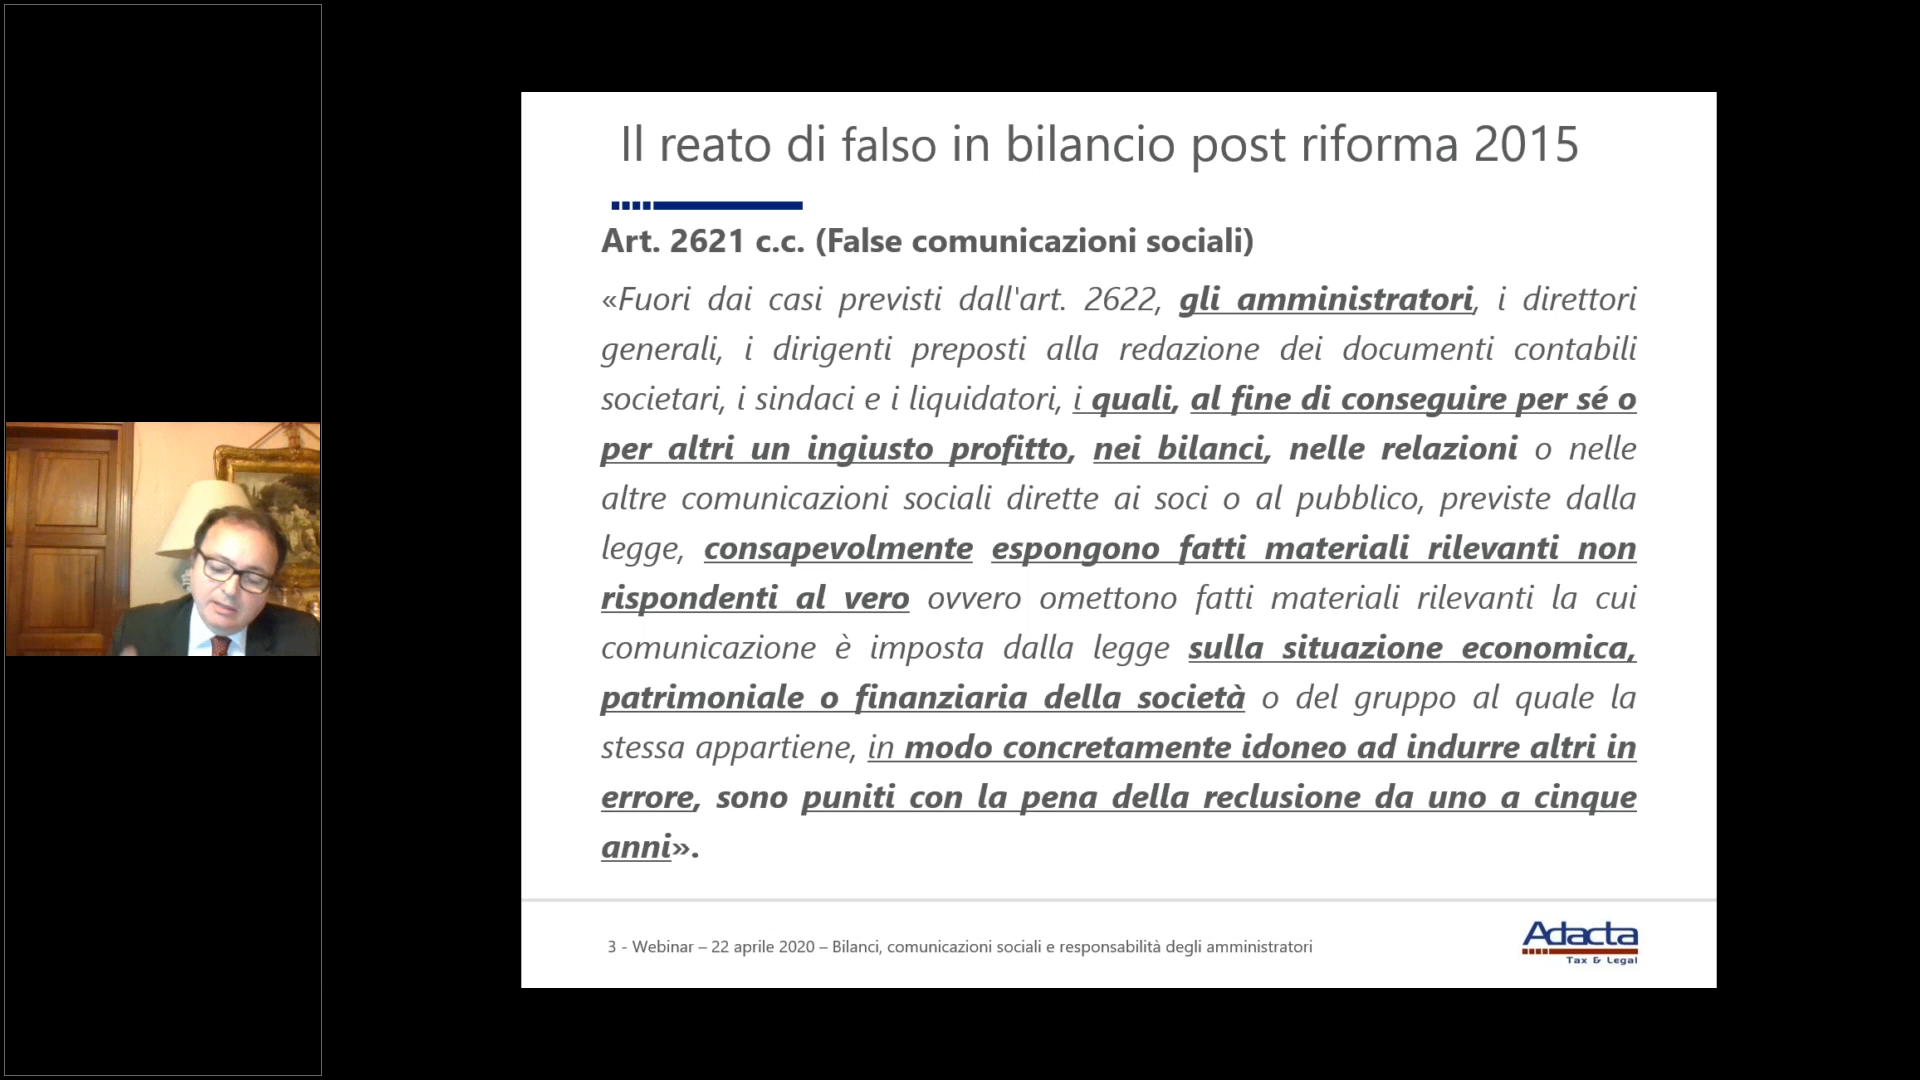 Il reato di falso in bilancio post riforma 2015
Art. 2621 c.c. (False comunicazioni sociali)
«Fuori dai casi previsti dall'art. 2622, gli amministratori, i direttori
generali, i dirigenti preposti alla redazione dei documenti contabili
societari, i sindaci e i liquidatori, i quali, al fine di conseguire per sé o
per altri un ingiusto profitto, nei bilanci, nelle relazioni o nelle
altre comunicazioni sociali dirette ai soci o al pubblico, previste dalla
legge, consapevolmente espongono fatti materiali rilevanti non
rispondenti al vero ovvero omettono fatti materiali rilevanti la cui
comunicazione è imposta dalla legge sulla situazione economica,
patrimoniale o finanziaria della società o del gruppo al quale la
stessa appartiene, in modo concretamente idoneo ad indurre altri in
errore, sono puniti con la pena della reclusione da uno a cinque
anni».
3 - Webinar – 22 aprile 2020 – Bilanci, comunicazioni sociali e responsabilità degli amministratori
Adacta
Tax & Legal